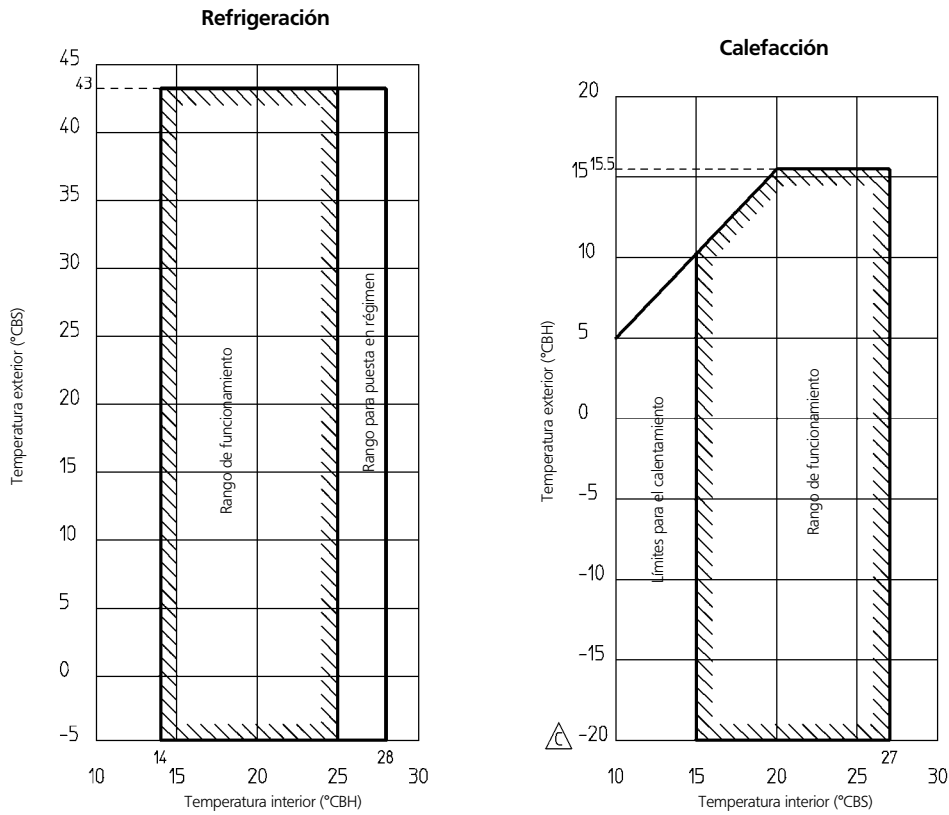 Refrigeración
45
43
40
35
30
25
20
15
10
5
0
-5
Temperatura exterior (°CBS)
Rango de funcionamiento
Rango para puesta en régimen
14
28
10 15 20 25 30
Temperatura interior (°CBH)
Calefacción
20
15 15.5
10
5
0
-5
-10
-15
-20
Temperatura exterior (°CBH)
Límites para el calentamiento
Rango de funcionamiento
C
27
10 15 20 25 30
Temperatura interior (°CBS)